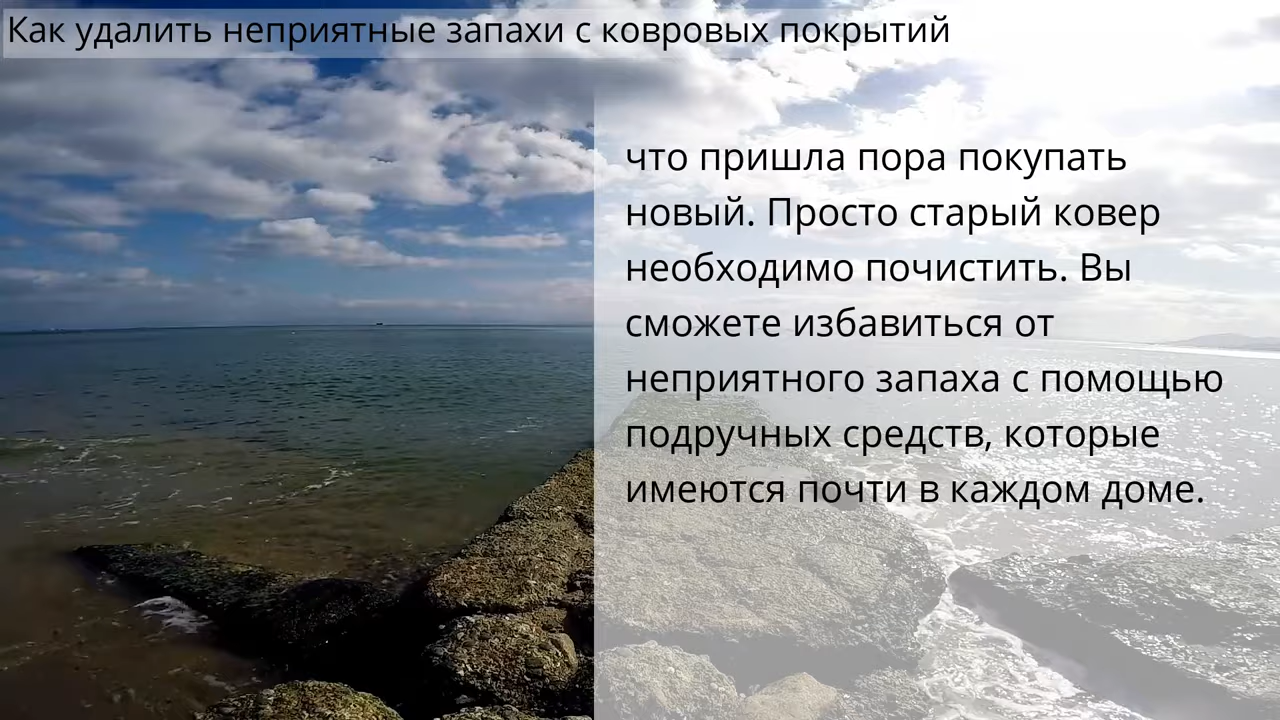 Как удалить неприятные запахи с ковровых покрытий
что пришла пора покупать
новый. Просто старый ковер
необходимо почистить. Вы
сможете избавиться от
неприятного запаха с помощью
подручных средств, которые
имеются почти в каждом доме.